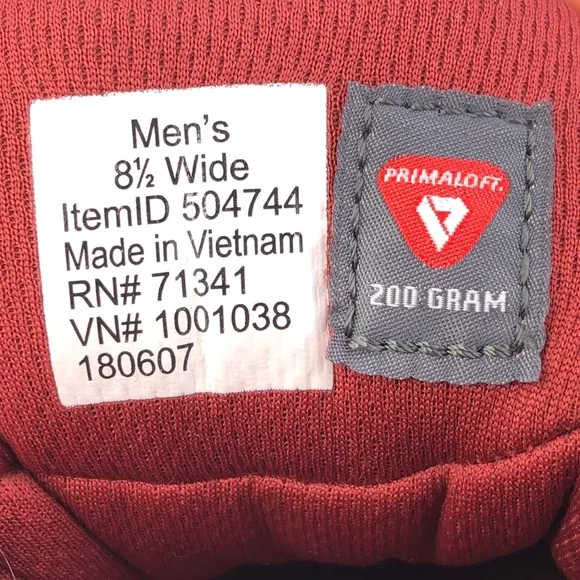 Men's
8½ Wide
ItemID 504744
Made in Vietnam
RN# 71341
VN# 1001038
180607
PRIMALOFT.
200 GRAM